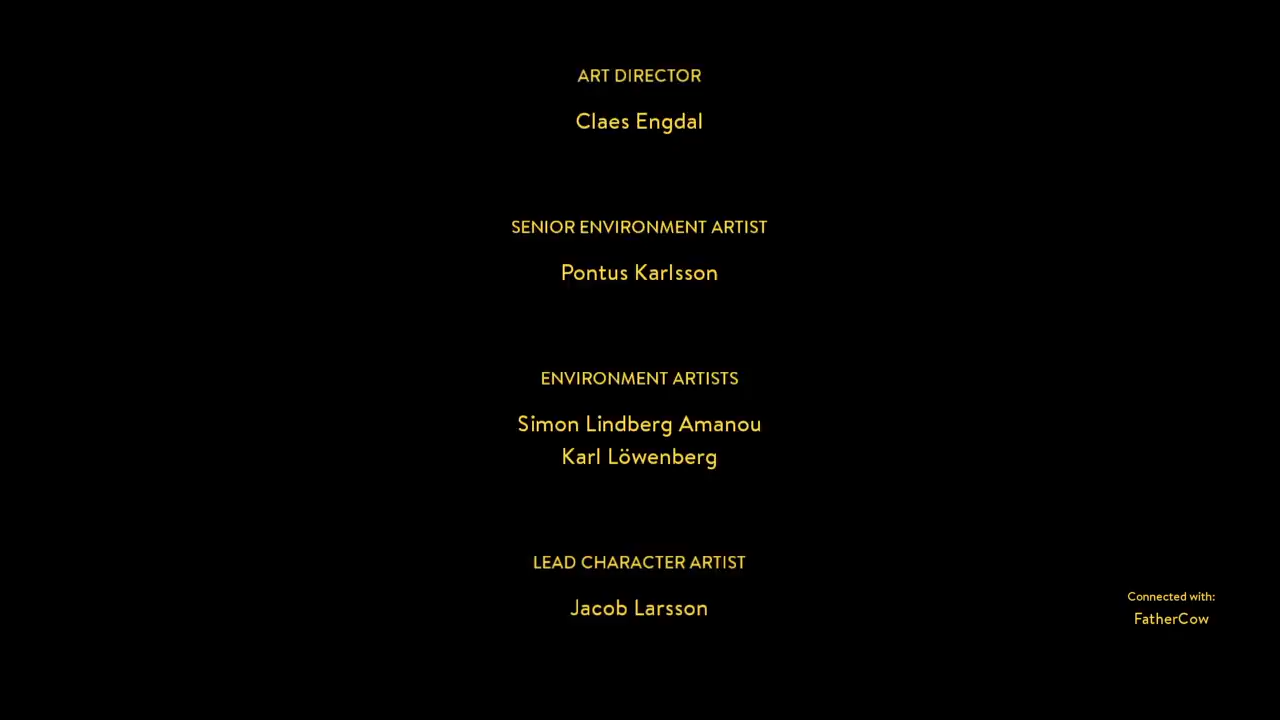 ART DIRECTOR
Claes Engdal
SENIOR ENVIRONMENT ARTIST
Pontus Karlsson
ENVIRONMENT ARTISTS
Simon Lindberg Amanou
Karl Löwenberg
LEAD CHARACTER ARTIST
Jacob Larsson
Connected with:
FatherCow